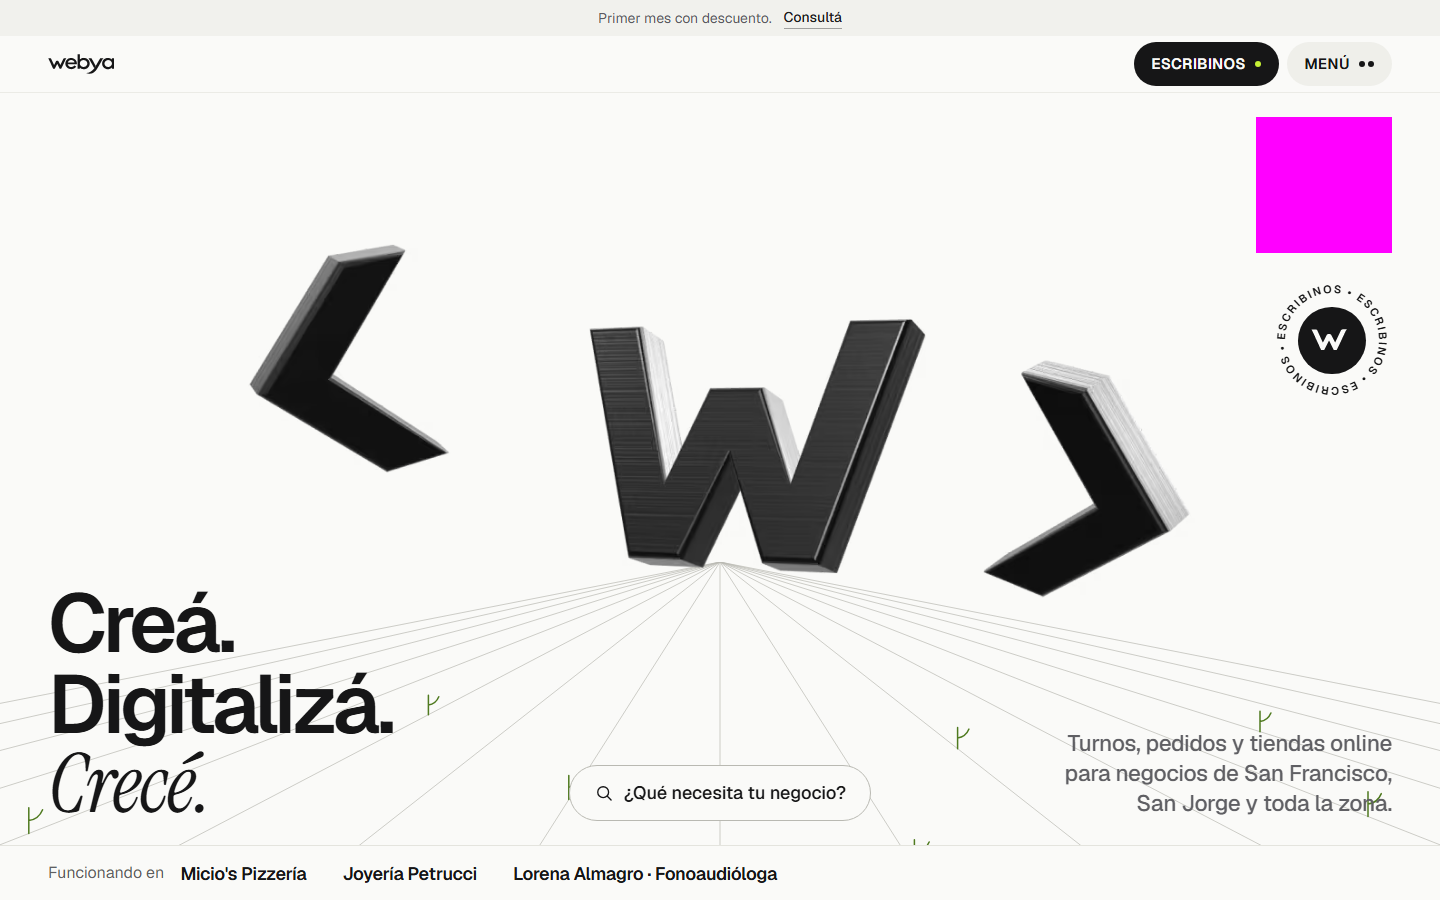 Primer mes con descuento. Consultá
webya
ESCRIBINOS
MENÚ
ESCRIBINOS • ESCRIBINOS • ESCRIBINOS •
W
W
Creá.
Digitalizá.
Crecé.
¿Qué necesita tu negocio?
Turnos, pedidos y tiendas online
para negocios de San Francisco,
San Jorge y toda la zona.
Funcionando en Micio's Pizzería Joyería Petrucci Lorena Almagro · Fonoaudióloga